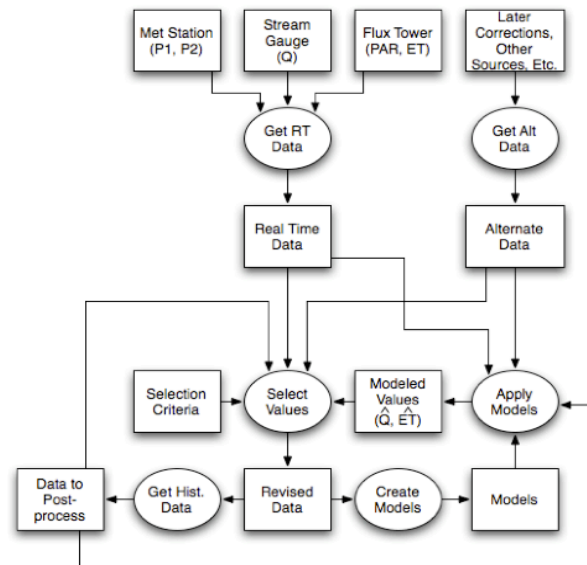 Met Station
(P1, P2)
Stream
Gauge
(Q)
Flux Tower
(PAR, ET)
Later
Corrections,
Other
Sources, Etc.
Get RT
Data
Get Alt
Data
Real Time
Data
Alternate
Data
Selection
Criteria
Select
Values
Modeled
Values
(Q̂, ÊT)
Apply
Models
Data to
Post-
process
Get Hist.
Data
Revised
Data
Create
Models
Models